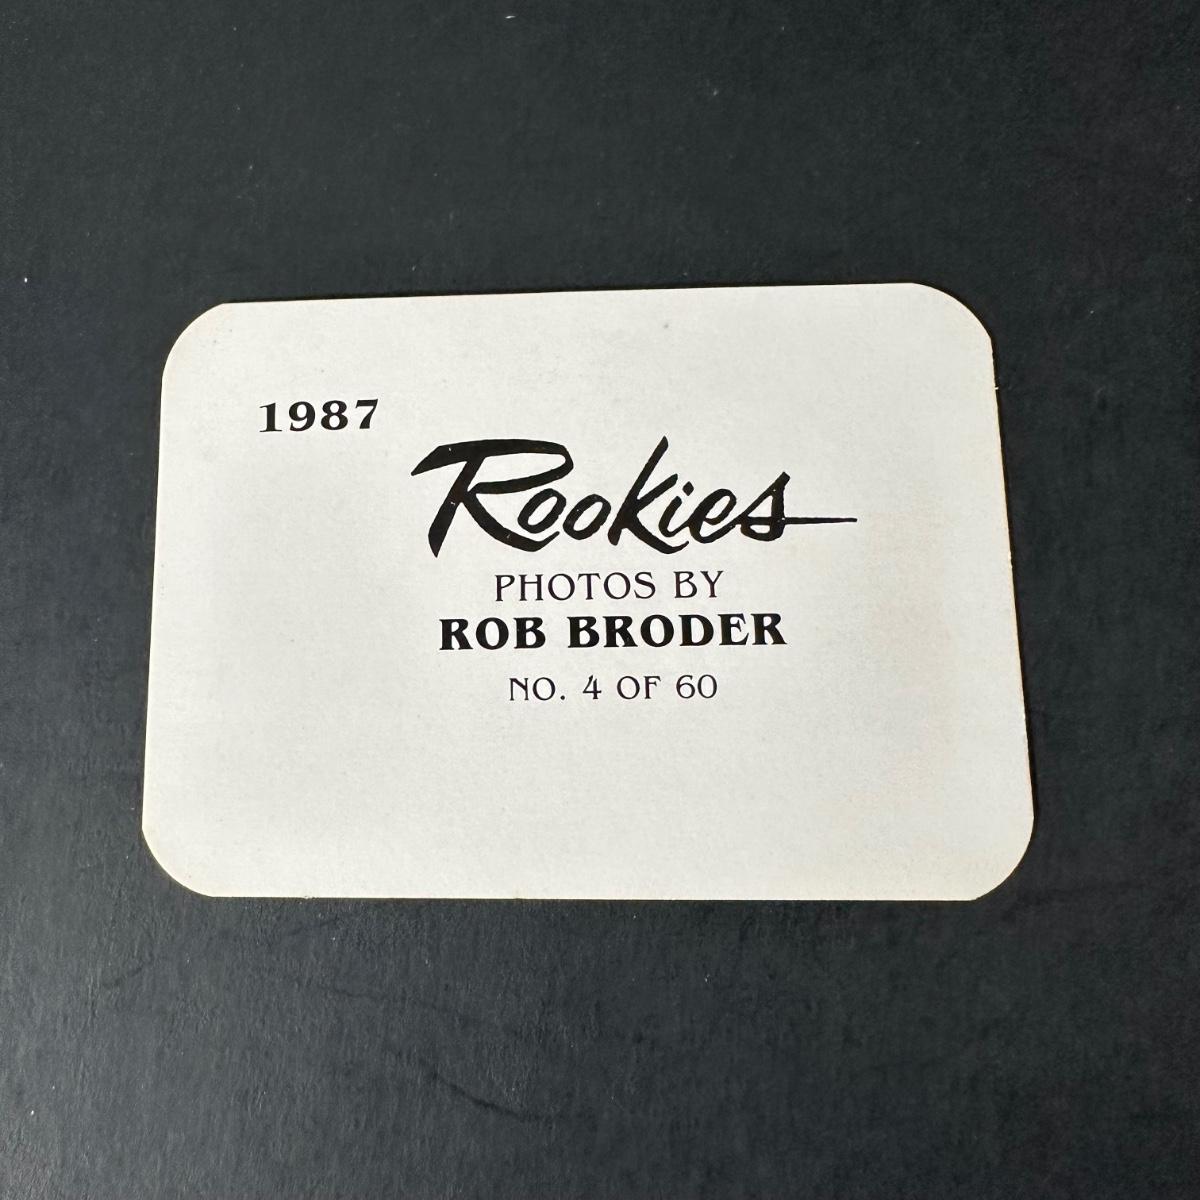 1987
Rookies
PHOTOS BY
ROB BRODER
NO. 4 OF 60